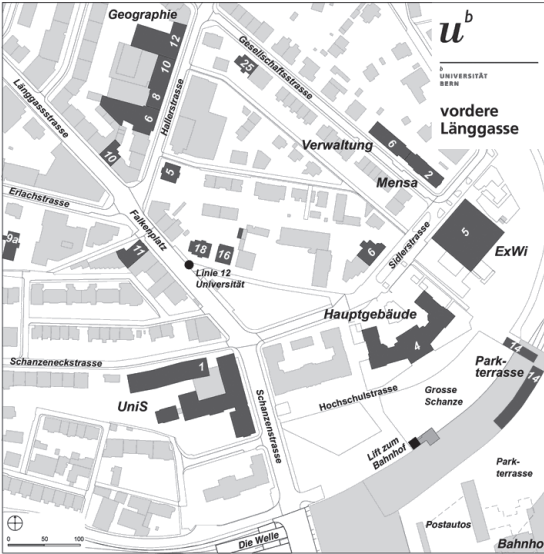 Geographie
12
10
8
6
10
Hallerstrasse
Gesellschaftsstrasse
25
u^b
b
UNIVERSITÄT
BERN
vordere
Länggasse
Länggassstrasse
Verwaltung
6
2
Mensa
5
Erlachstrasse
Falkenplatz
9a
11
18
16
6
Sidlerstrasse
5
ExWi
Linie 12
Universität
Hauptgebäude
4
14
Park-
terrasse
14
Schanzeneckstrasse
1
UniS
Schanzenstrasse
Hochschulstrasse
Grosse
Schanze
Lift zum
Bahnhof
Park-
terrasse
Postautos
Die Welle
Bahnho
0 50 100